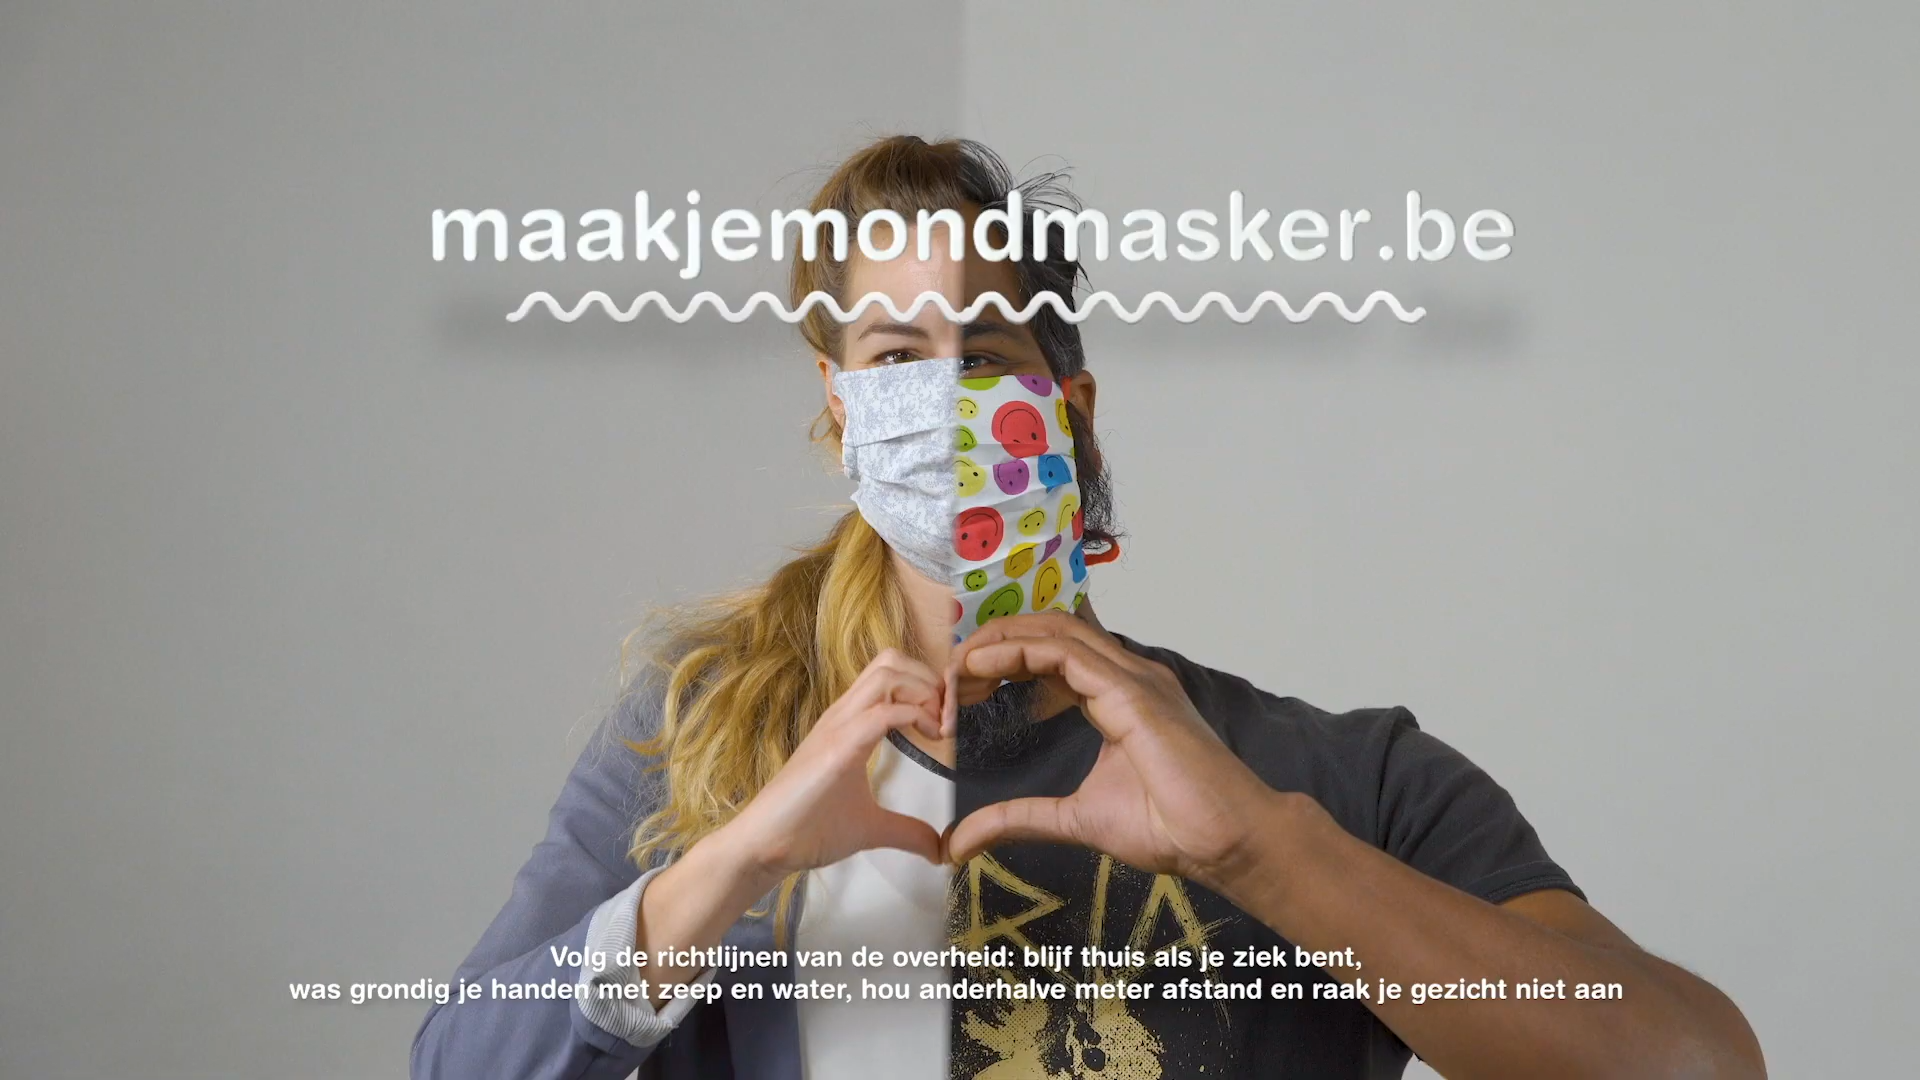 maakjemondmasker.be
Volg de richtlijnen van de overheid: blijf thuis als je ziek bent,
was grondig je handen met zeep en water, hou anderhalve meter afstand en raak je gezicht niet aan